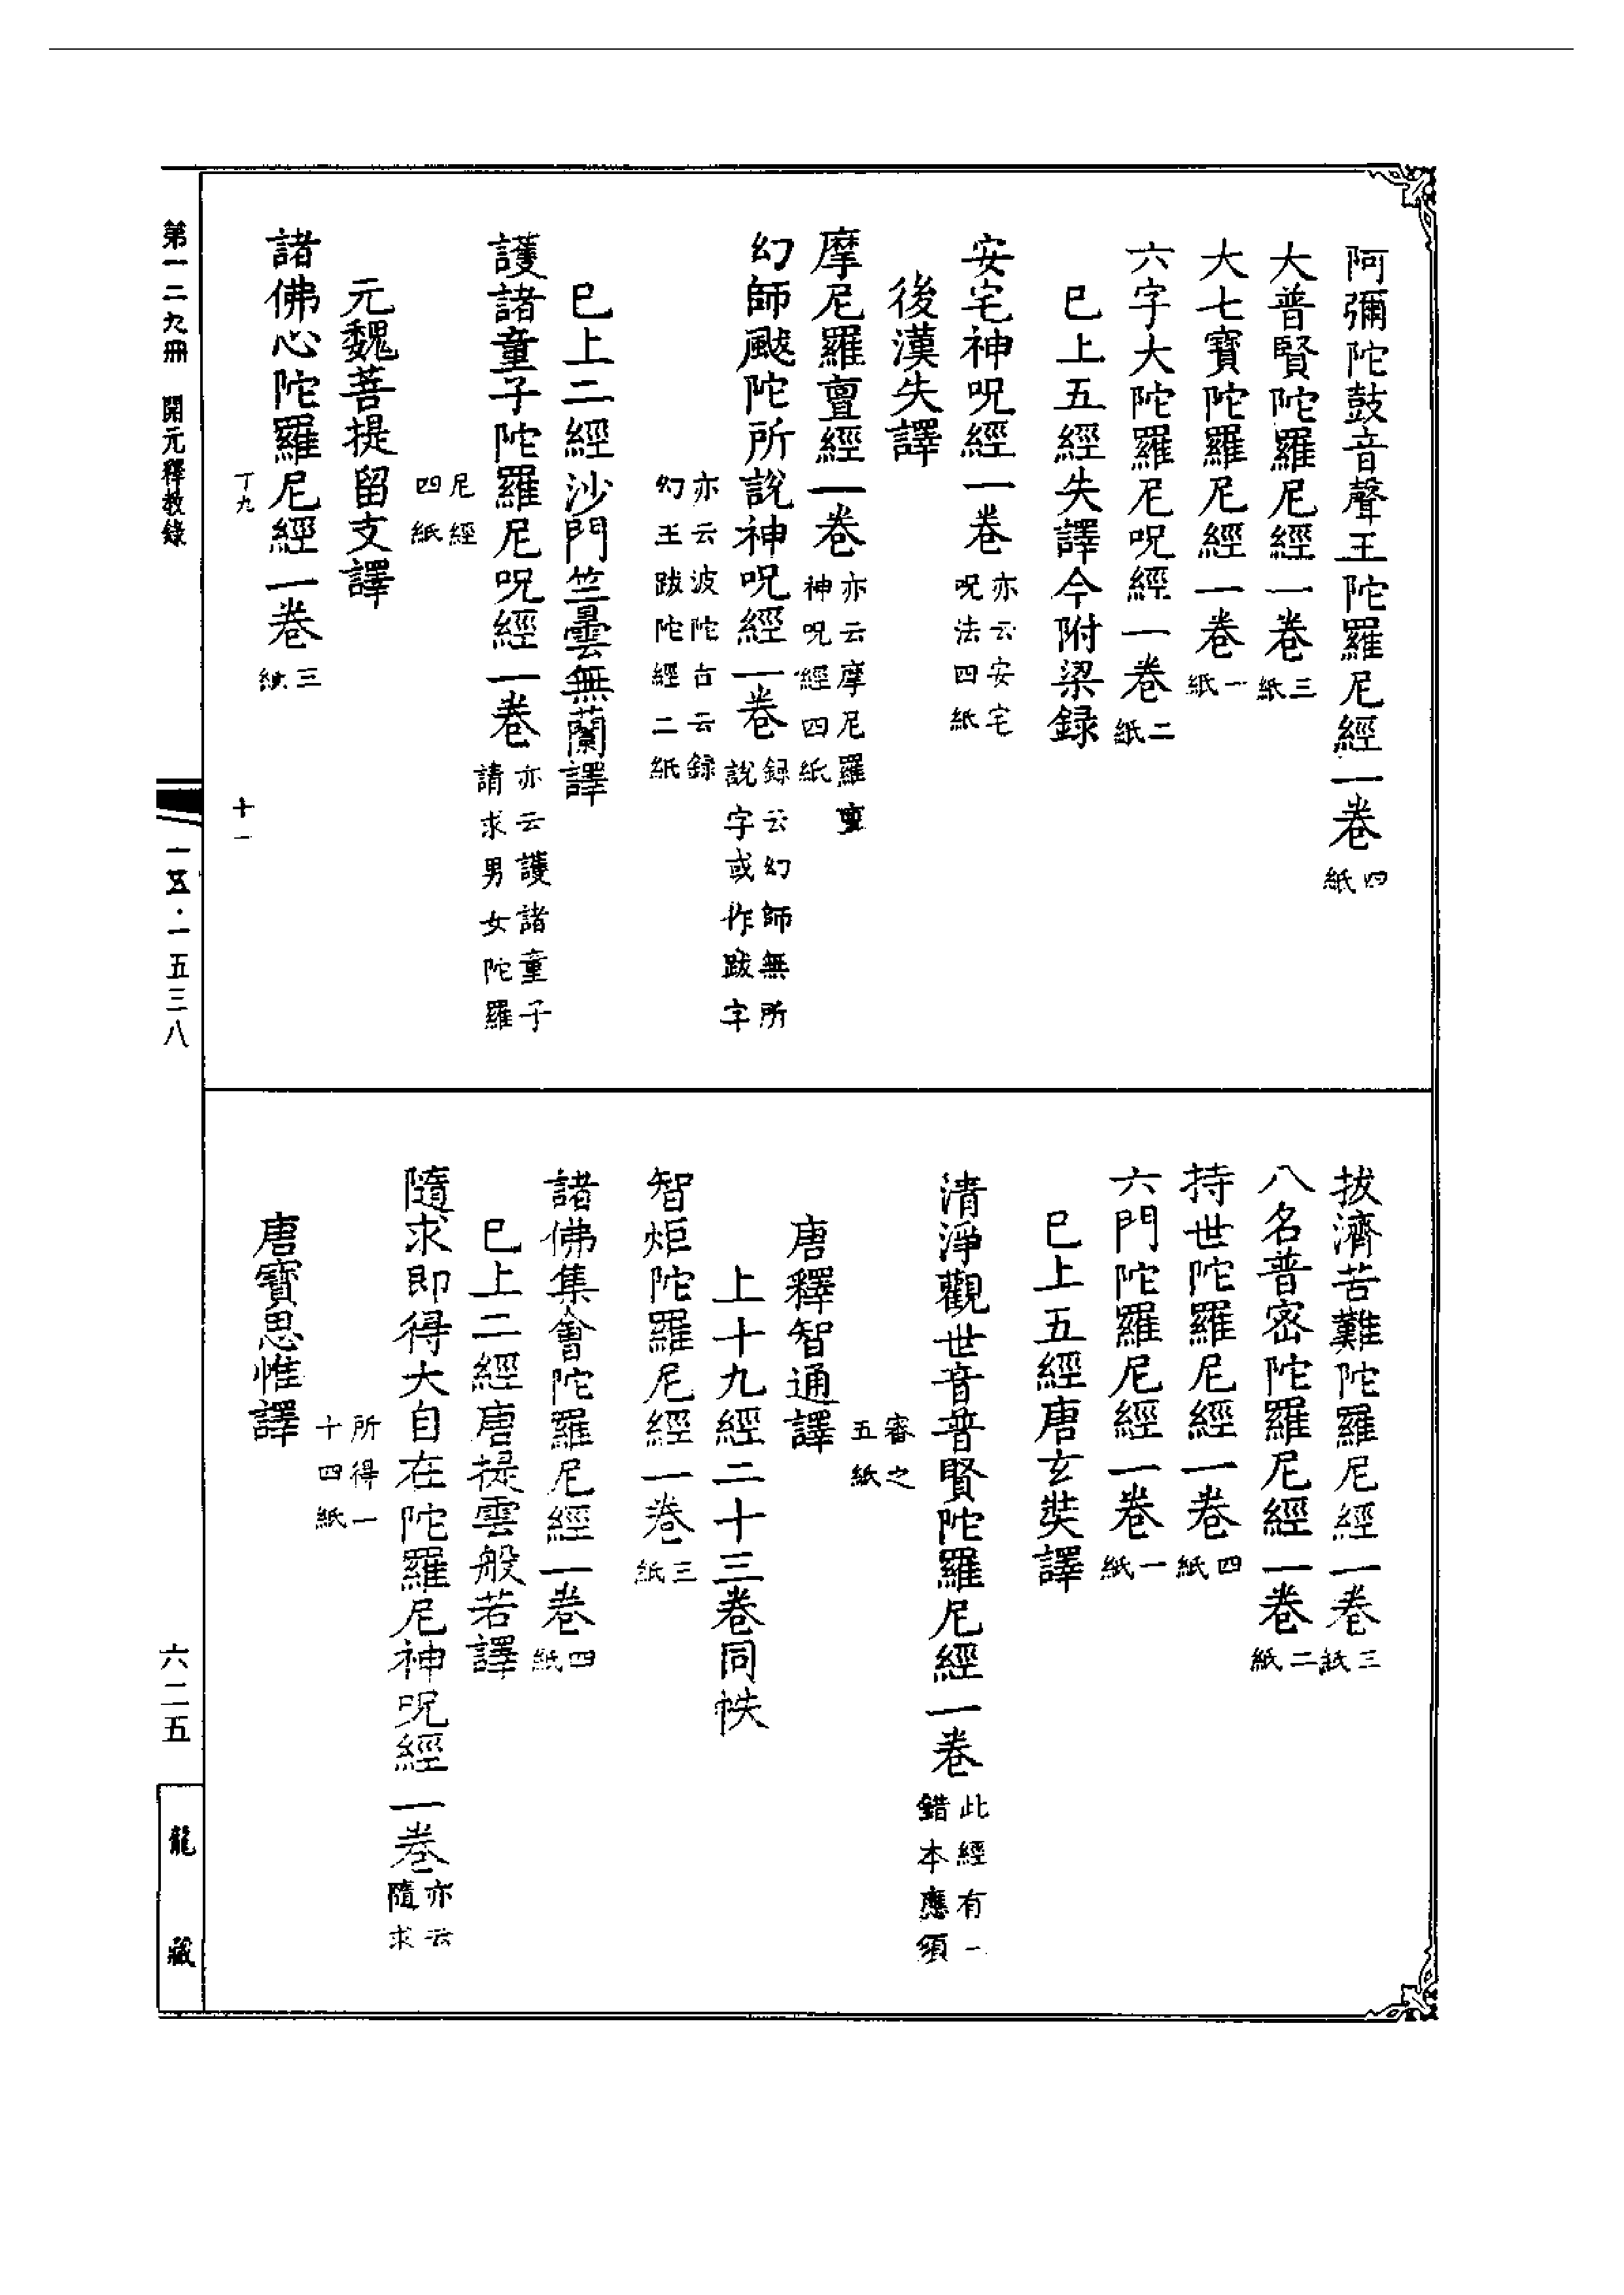 阿彌陀鼓音聲王陀羅尼經一卷四紙
大普賢陀羅尼經一卷三紙
大七寶陀羅尼經一卷一紙
六字大陀羅尼呪經一卷二紙
巳上五經失譯今附梁録
安宅神呪經一卷亦云安宅呪法四紙
後漢失譯
摩尼羅亶經一卷亦云摩尼羅亶神呪經四紙
幻師颰陀所說神呪經一卷録云幻師無所說字或作跋字
亦云波陀古云録幻王跋陀經二紙
巳上二經沙門竺曇無蘭譯
護諸童子陀羅尼呪經一卷亦云護諸童子請求男女陀羅
尼經四紙
元魏菩提留支譯
諸佛心陀羅尼經一卷三紙
丁九 十一
拔濟苦難陀羅尼經一卷三紙
八名普密陀羅尼經一卷二紙
持世陀羅尼經一卷四紙
六門陀羅尼經一卷一紙
巳上五經唐玄奘譯
清淨觀世音普賢陀羅尼經一卷此經有一錯本應須
審之五紙
唐釋智通譯
上十九經二十三卷同帙
智炬陀羅尼經一卷三紙
諸佛集會陀羅尼經一卷四紙
巳上二經唐提雲般若譯
隨求即得大自在陀羅尼神呪經一卷亦云隨求
所得一十四紙
唐寶思惟譯
第一二九冊 開元釋教錄
一五五·一五三八
六二五
龍藏